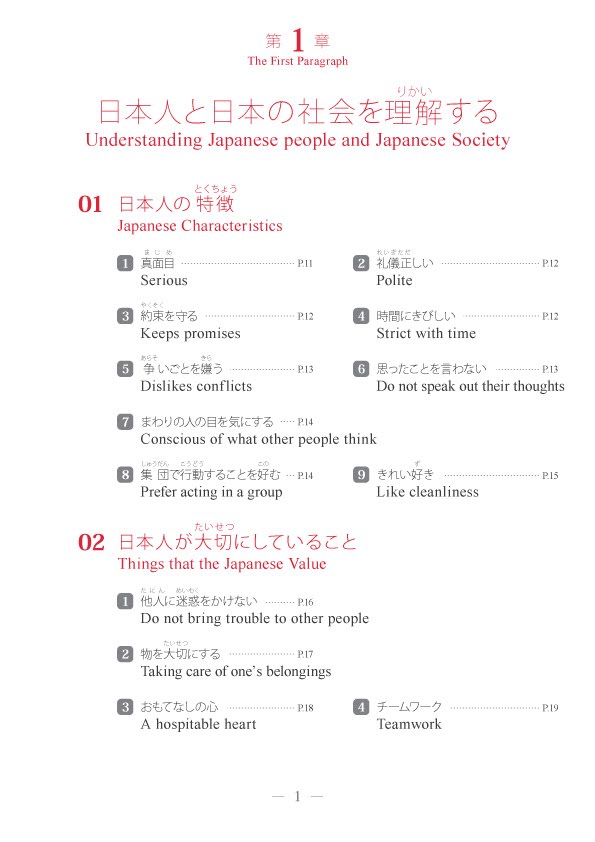 第 1 章
The First Paragraph
りかい
日本人と日本の社会を理解する
Understanding Japanese people and Japanese Society
とくちょう
01 日本人の 特徴
Japanese Characteristics
まじめ
1 真面目 ⋯⋯⋯⋯⋯⋯⋯⋯ P.11
Serious
れいぎただ
2 礼儀正しい ⋯⋯⋯⋯⋯⋯⋯⋯ P.12
Polite
やくそく
3 約束を守る ⋯⋯⋯⋯⋯⋯⋯⋯ P.12
Keeps promises
4 時間にきびしい ⋯⋯⋯⋯⋯⋯ P.12
Strict with time
あらそ きら
5 争いごとを嫌う ⋯⋯⋯⋯⋯ P.13
Dislikes conflicts
6 思ったことを言わない ⋯⋯⋯⋯ P.13
Do not speak out their thoughts
7 まわりの人の目を気にする ⋯⋯ P.14
Conscious of what other people think
しゅうだん こうどう この
8 集団で行動することを好む ⋯ P.14
Prefer acting in a group
ず
9 きれい好き ⋯⋯⋯⋯⋯⋯⋯⋯ P.15
Like cleanliness
たいせつ
02 日本人が大切にしていること
Things that the Japanese Value
たにん めいわく
1 他人に迷惑をかけない ⋯⋯⋯ P.16
Do not bring trouble to other people
たいせつ
2 物を大切にする ⋯⋯⋯⋯⋯ P.17
Taking care of one's belongings
3 おもてなしの心 ⋯⋯⋯⋯⋯ P.18
A hospitable heart
4 チームワーク ⋯⋯⋯⋯⋯⋯⋯ P.19
Teamwork
— 1 —